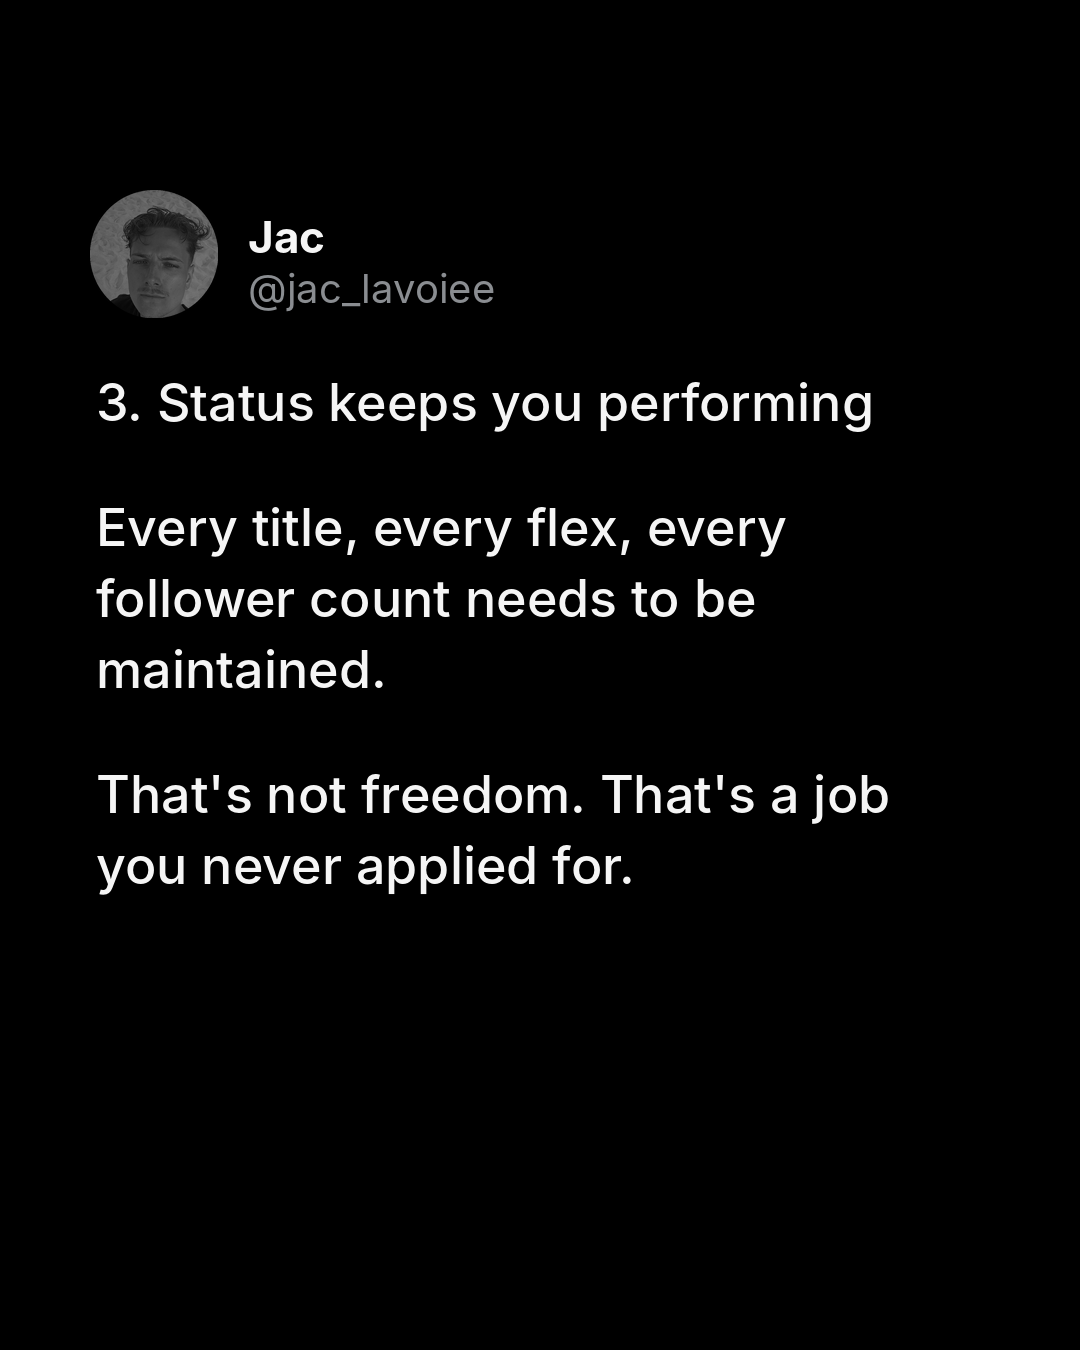 Jac
@jac_lavoiee
3. Status keeps you performing
Every title, every flex, every
follower count needs to be
maintained.
That's not freedom. That's a job
you never applied for.